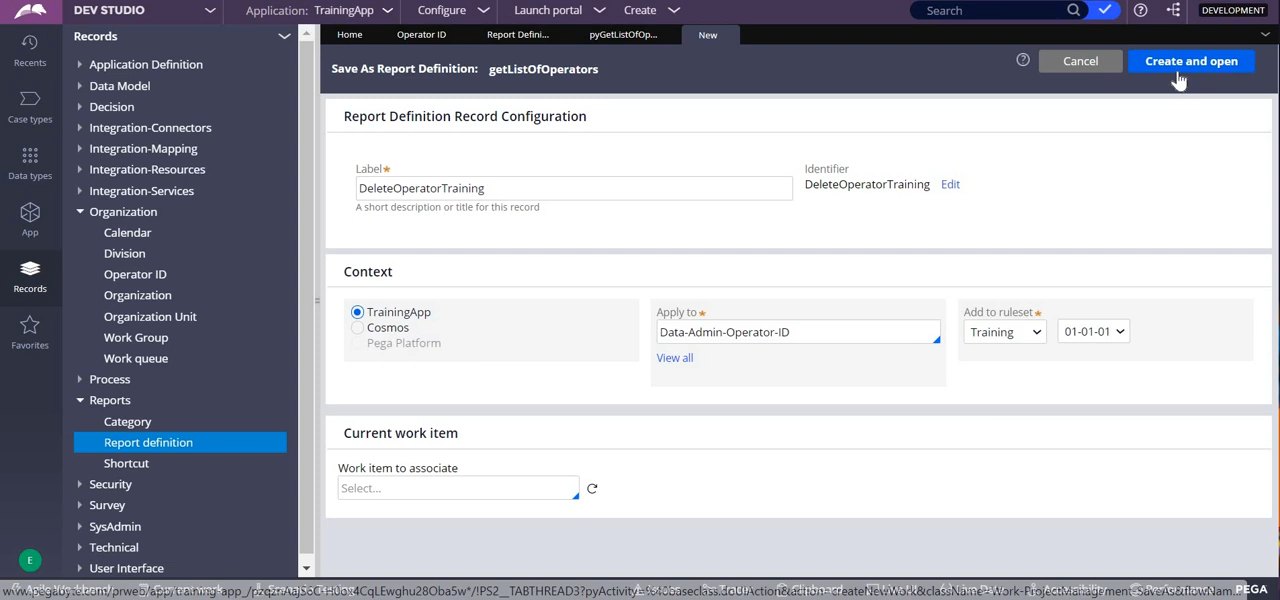 DEV STUDIO
Application: TrainingApp
Configure
Launch portal
Create
Search
DEVELOPMENT
Recents
Case types
Data types
App
Records
Favorites
E
Records
Application Definition
Data Model
Decision
Integration-Connectors
Integration-Mapping
Integration-Resources
Integration-Services
Organization
Calendar
Division
Operator ID
Organization
Organization Unit
Work Group
Work queue
Process
Reports
Category
Report definition
Shortcut
Security
Survey
SysAdmin
Technical
User Interface
Home
Operator ID
Report Defini...
pyGetListOfOp...
New
Save As Report Definition: getListOfOperators
Cancel
Create and open
Report Definition Record Configuration
Label★
DeleteOperatorTraining
A short description or title for this record
Identifier
DeleteOperatorTraining Edit
Context
TrainingApp
Cosmos
Pega Platform
Apply to ★
Data-Admin-Operator-ID
View all
Add to ruleset★
Training
01-01-01
Current work item
Work item to associate
Select...
PEGA